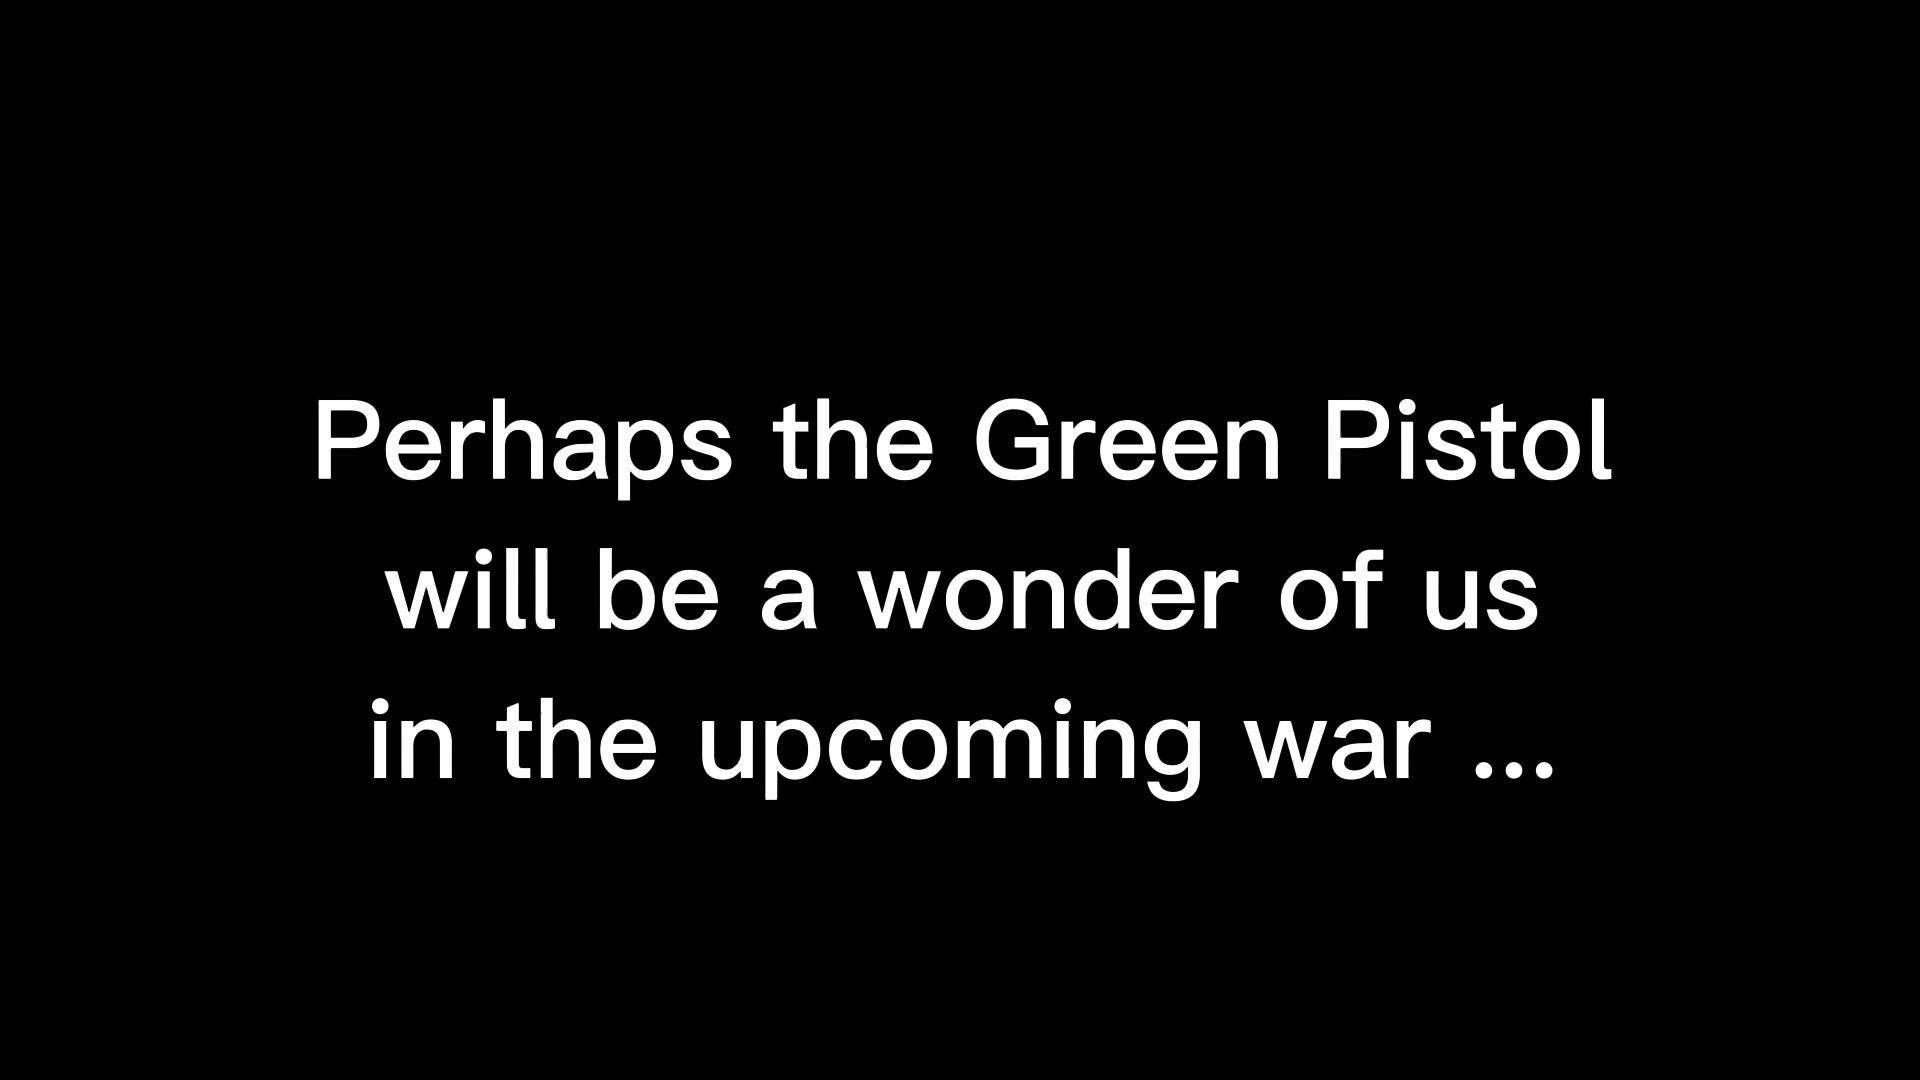 Perhaps the Green Pistol
will be a wonder of us
in the upcoming war ...